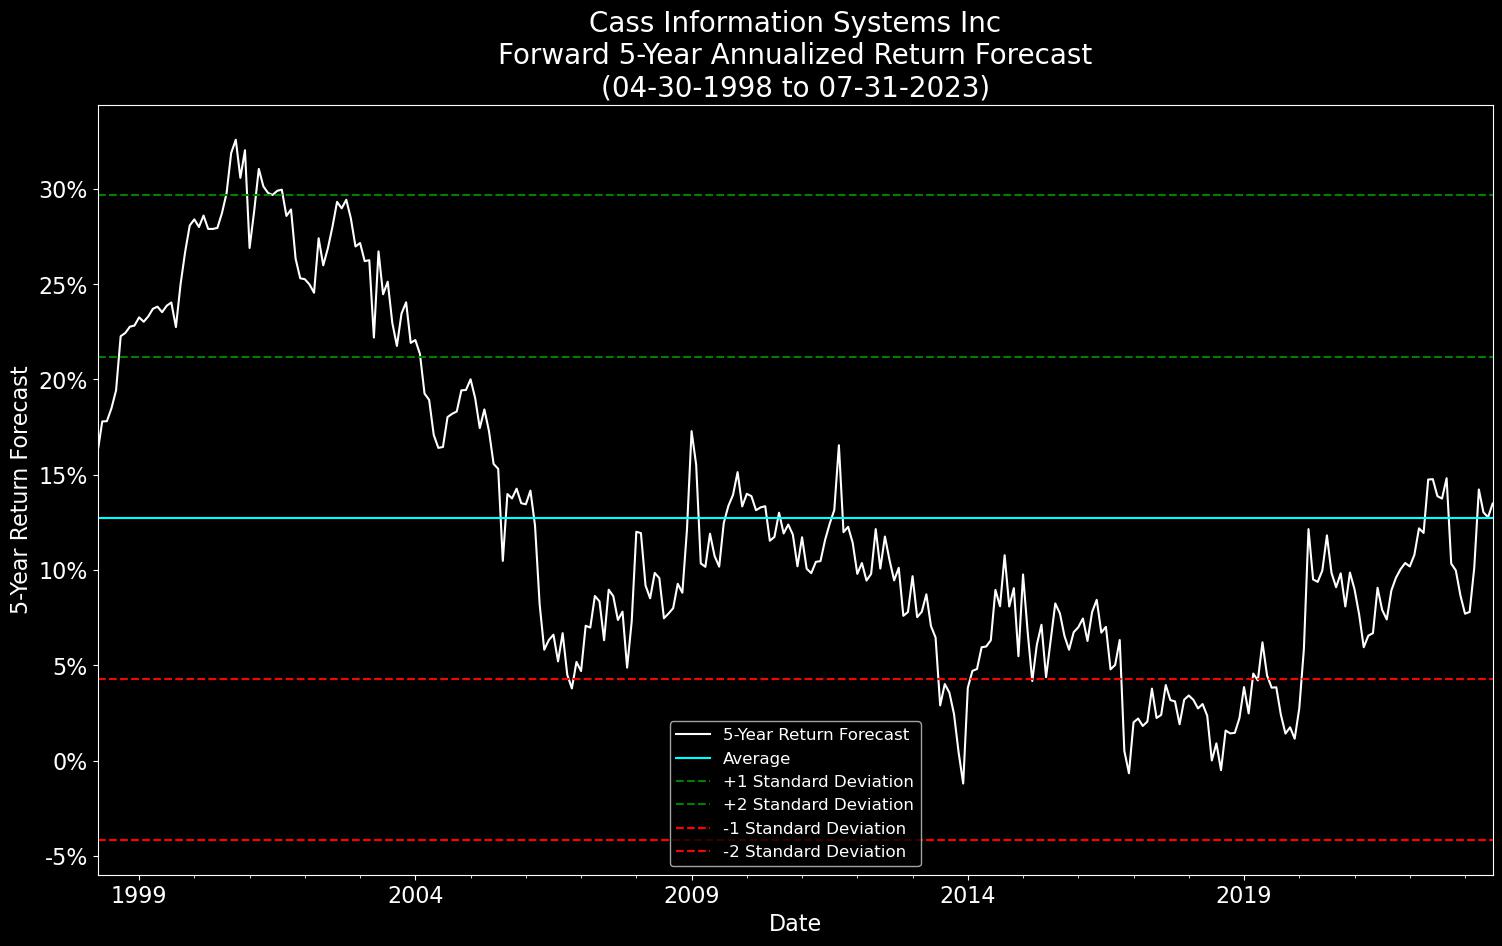 Cass Information Systems Inc
Forward 5-Year Annualized Return Forecast
(04-30-1998 to 07-31-2023)
5-Year Return Forecast
30%
25%
20%
15%
10%
5%
0%
-5%
5-Year Return Forecast
Average
+1 Standard Deviation
+2 Standard Deviation
-1 Standard Deviation
-2 Standard Deviation
1999
2004
2009
2014
2019
Date